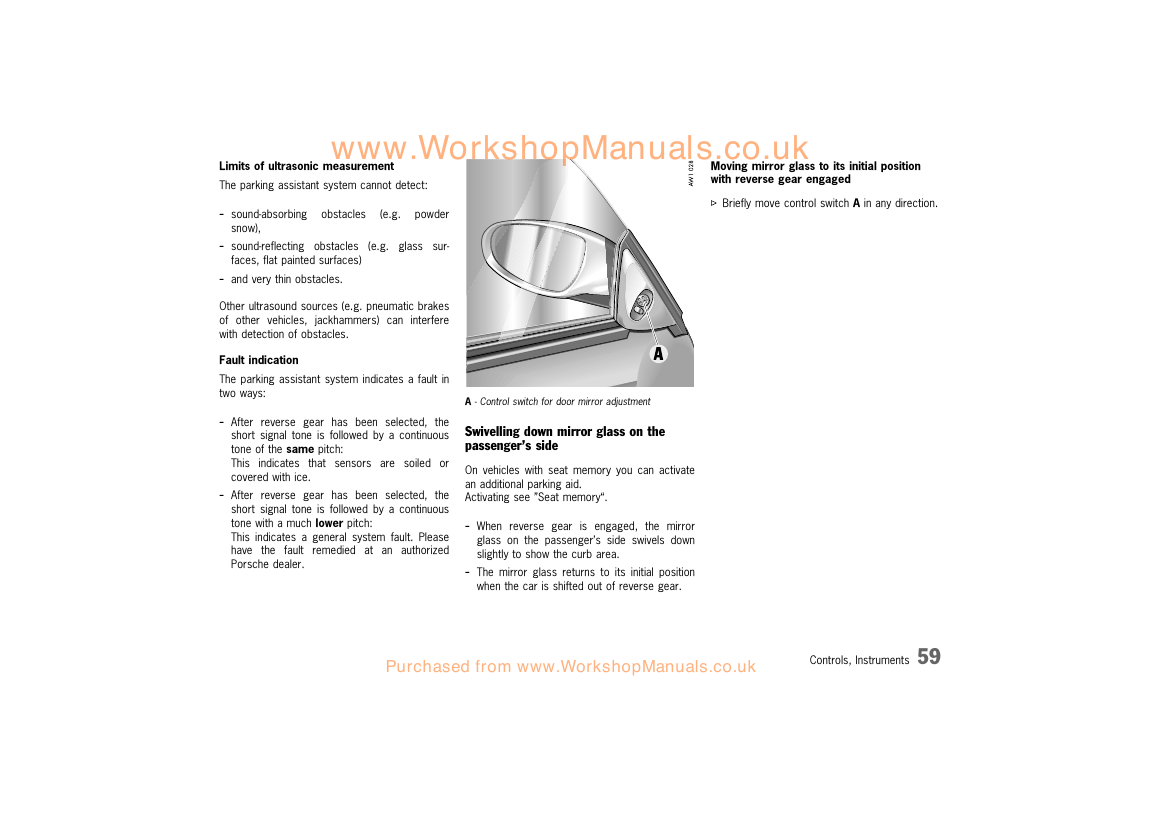 www.WorkshopManuals.co.uk
Limits of ultrasonic measurement
The parking assistant system cannot detect:
- sound-absorbing obstacles (e.g. powder
snow),
- sound-reflecting obstacles (e.g. glass sur-
faces, flat painted surfaces)
- and very thin obstacles.
Other ultrasound sources (e.g. pneumatic brakes
of other vehicles, jackhammers) can interfere
with detection of obstacles.
Fault indication
The parking assistant system indicates a fault in
two ways:
- After reverse gear has been selected, the
short signal tone is followed by a continuous
tone of the same pitch:
This indicates that sensors are soiled or
covered with ice.
- After reverse gear has been selected, the
short signal tone is followed by a continuous
tone with a much lower pitch:
This indicates a general system fault. Please
have the fault remedied at an authorized
Porsche dealer.
AW1 028
A
A - Control switch for door mirror adjustment
Swivelling down mirror glass on the
passenger's side
On vehicles with seat memory you can activate
an additional parking aid.
Activating see "Seat memory“.
- When reverse gear is engaged, the mirror
glass on the passenger's side swivels down
slightly to show the curb area.
- The mirror glass returns to its initial position
when the car is shifted out of reverse gear.
Moving mirror glass to its initial position
with reverse gear engaged
▷ Briefly move control switch A in any direction.
Controls, Instruments 59
Purchased from www.WorkshopManuals.co.uk